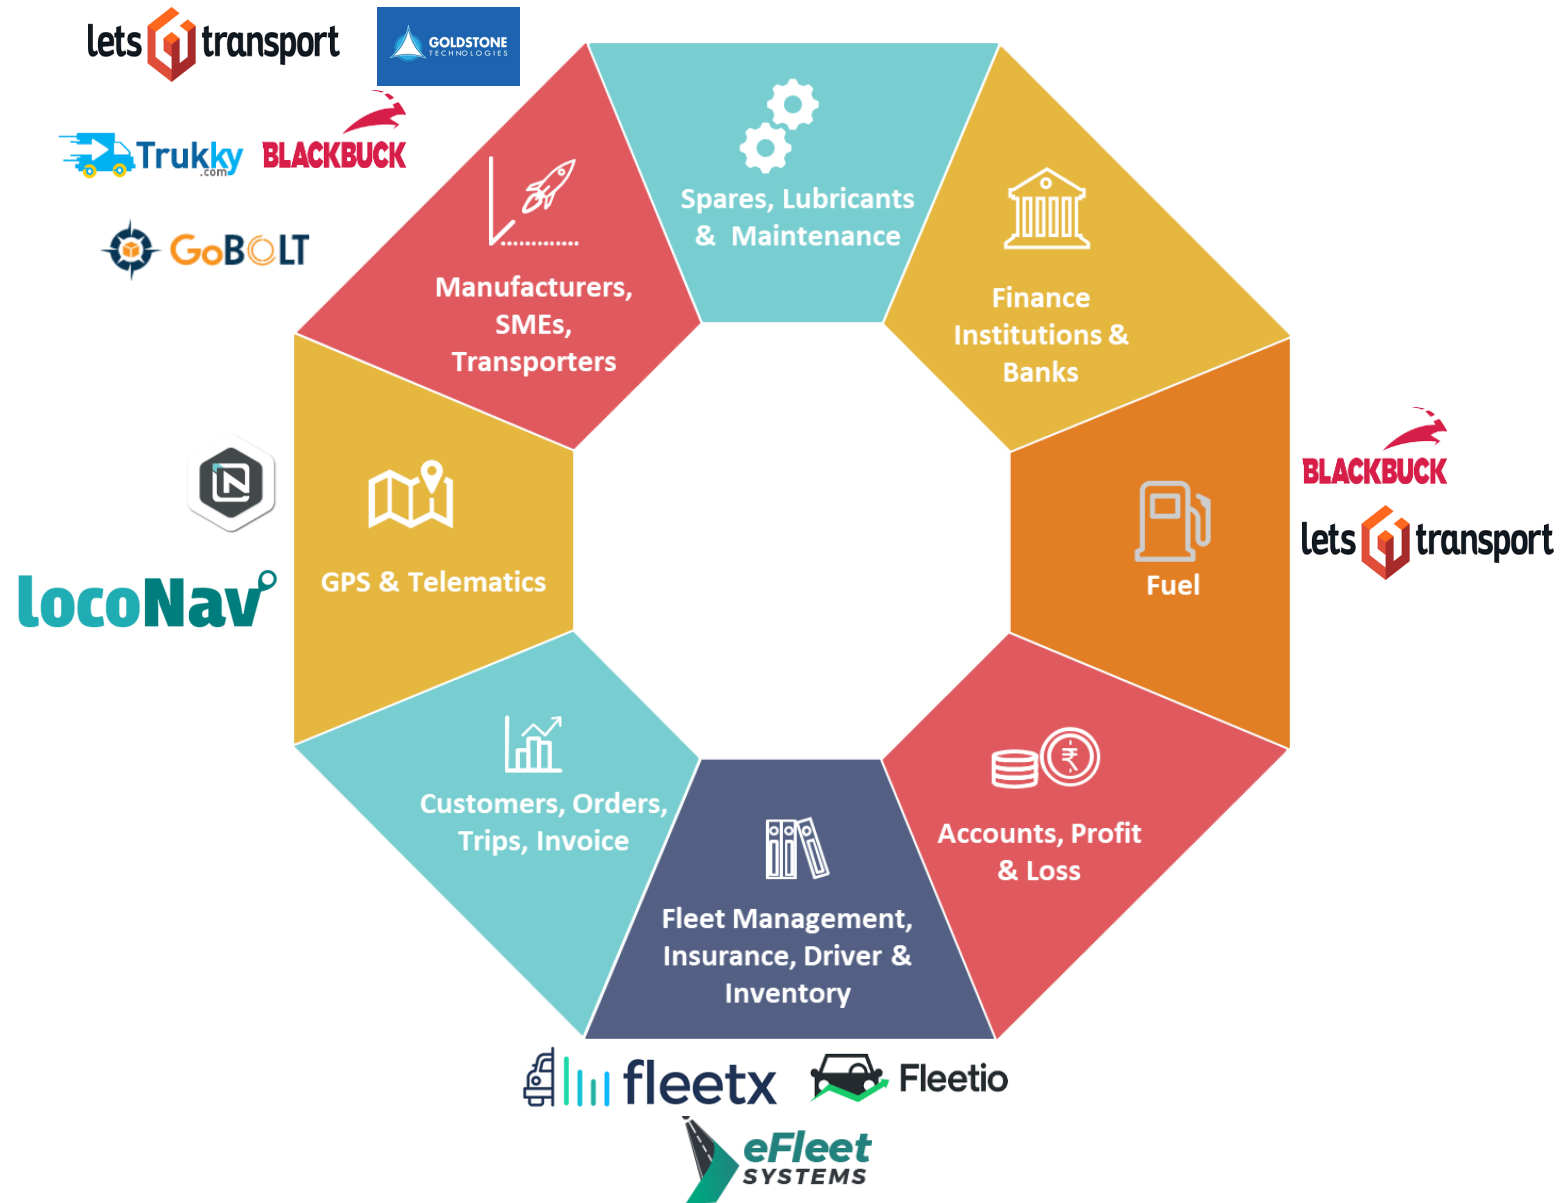 lets transport
GOLDSTONE
TECHNOLOGIES
Trukky
.com
BLACKBUCK
GoBOLT
Spares, Lubricants
& Maintenance
Manufacturers,
SMEs,
Transporters
Finance
Institutions &
Banks
BLACKBUCK
lets transport
Fuel
N
locoNav
GPS & Telematics
₹
Customers, Orders,
Trips, Invoice
Accounts, Profit
& Loss
Fleet Management,
Insurance, Driver &
Inventory
fleetx
Fleetio
eFleet
SYSTEMS